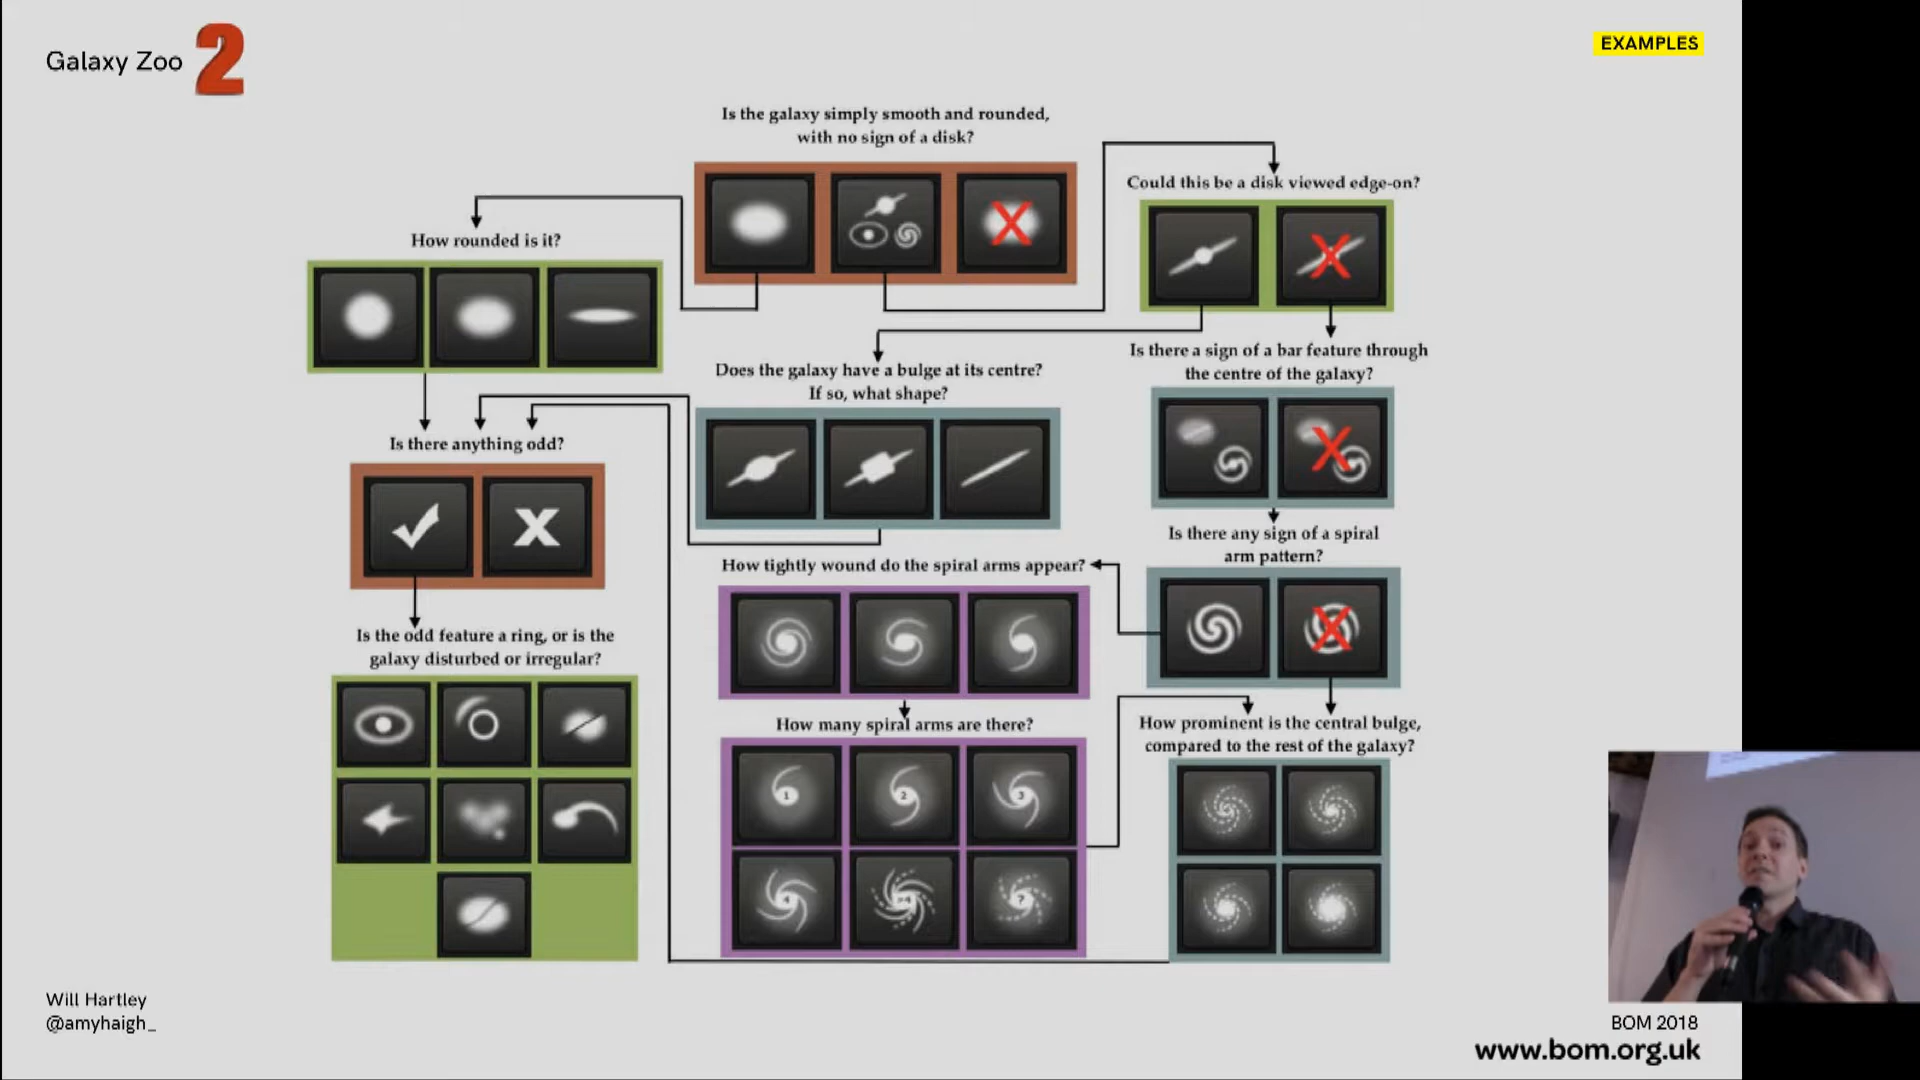 Galaxy Zoo 2
EXAMPLES
Is the galaxy simply smooth and rounded,
with no sign of a disk?
Could this be a disk viewed edge-on?
How rounded is it?
Does the galaxy have a bulge at its centre?
If so, what shape?
Is there a sign of a bar feature through
the centre of the galaxy?
Is there anything odd?
Is there any sign of a spiral
arm pattern?
How tightly wound do the spiral arms appear?
Is the odd feature a ring, or is the
galaxy disturbed or irregular?
How many spiral arms are there?
1
2
3
4
?
How prominent is the central bulge,
compared to the rest of the galaxy?
Will Hartley
@amyhaigh_
BOM 2018
www.bom.org.uk